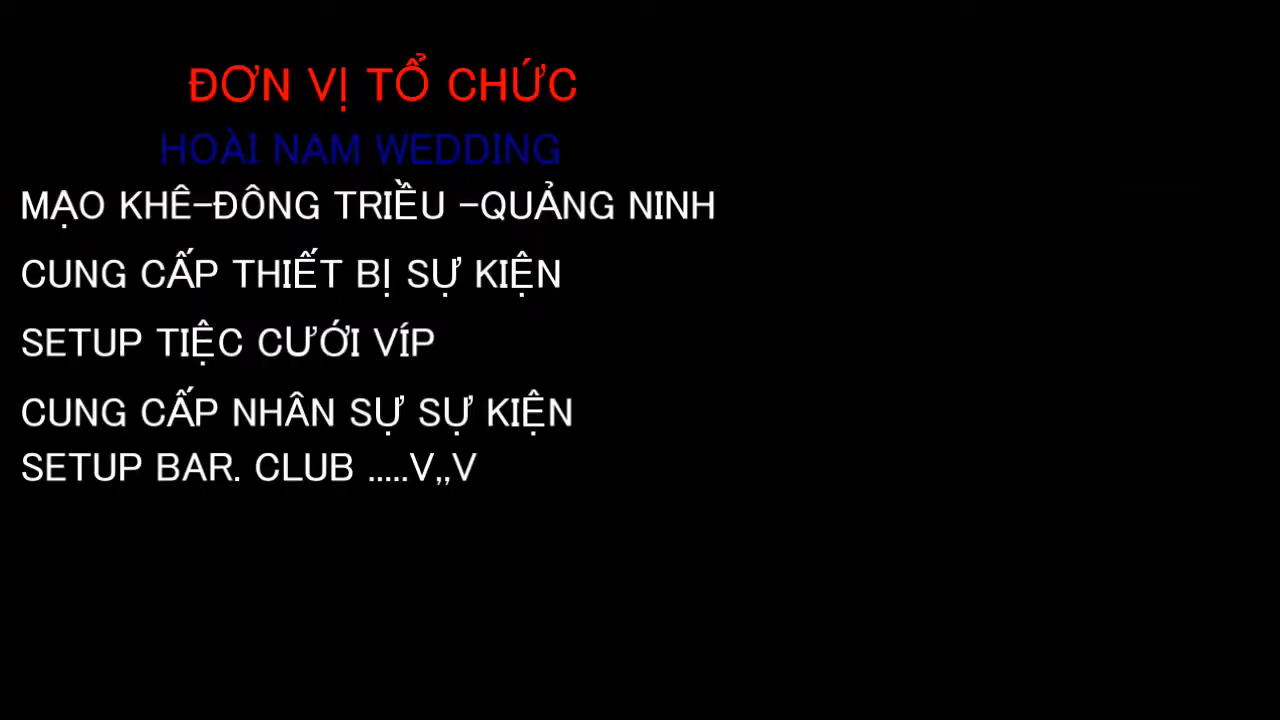 ĐƠN VỊ TỔ CHỨC
HOÀI NAM WEDDING
MẠO KHÊ-ĐÔNG TRIỀU -QUẢNG NINH
CUNG CẤP THIẾT BỊ SỰ KIỆN
SETUP TIỆC CƯỚI VÍP
CUNG CẤP NHÂN SỰ SỰ KIỆN
SETUP BAR. CLUB .....V,,V